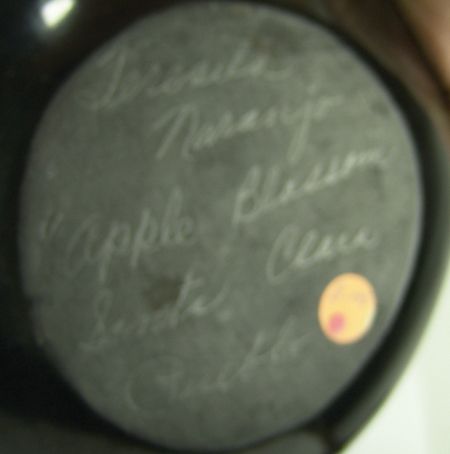 Teresita
Naranjo
"Apple Blossom
Santa Clara
Pueblo